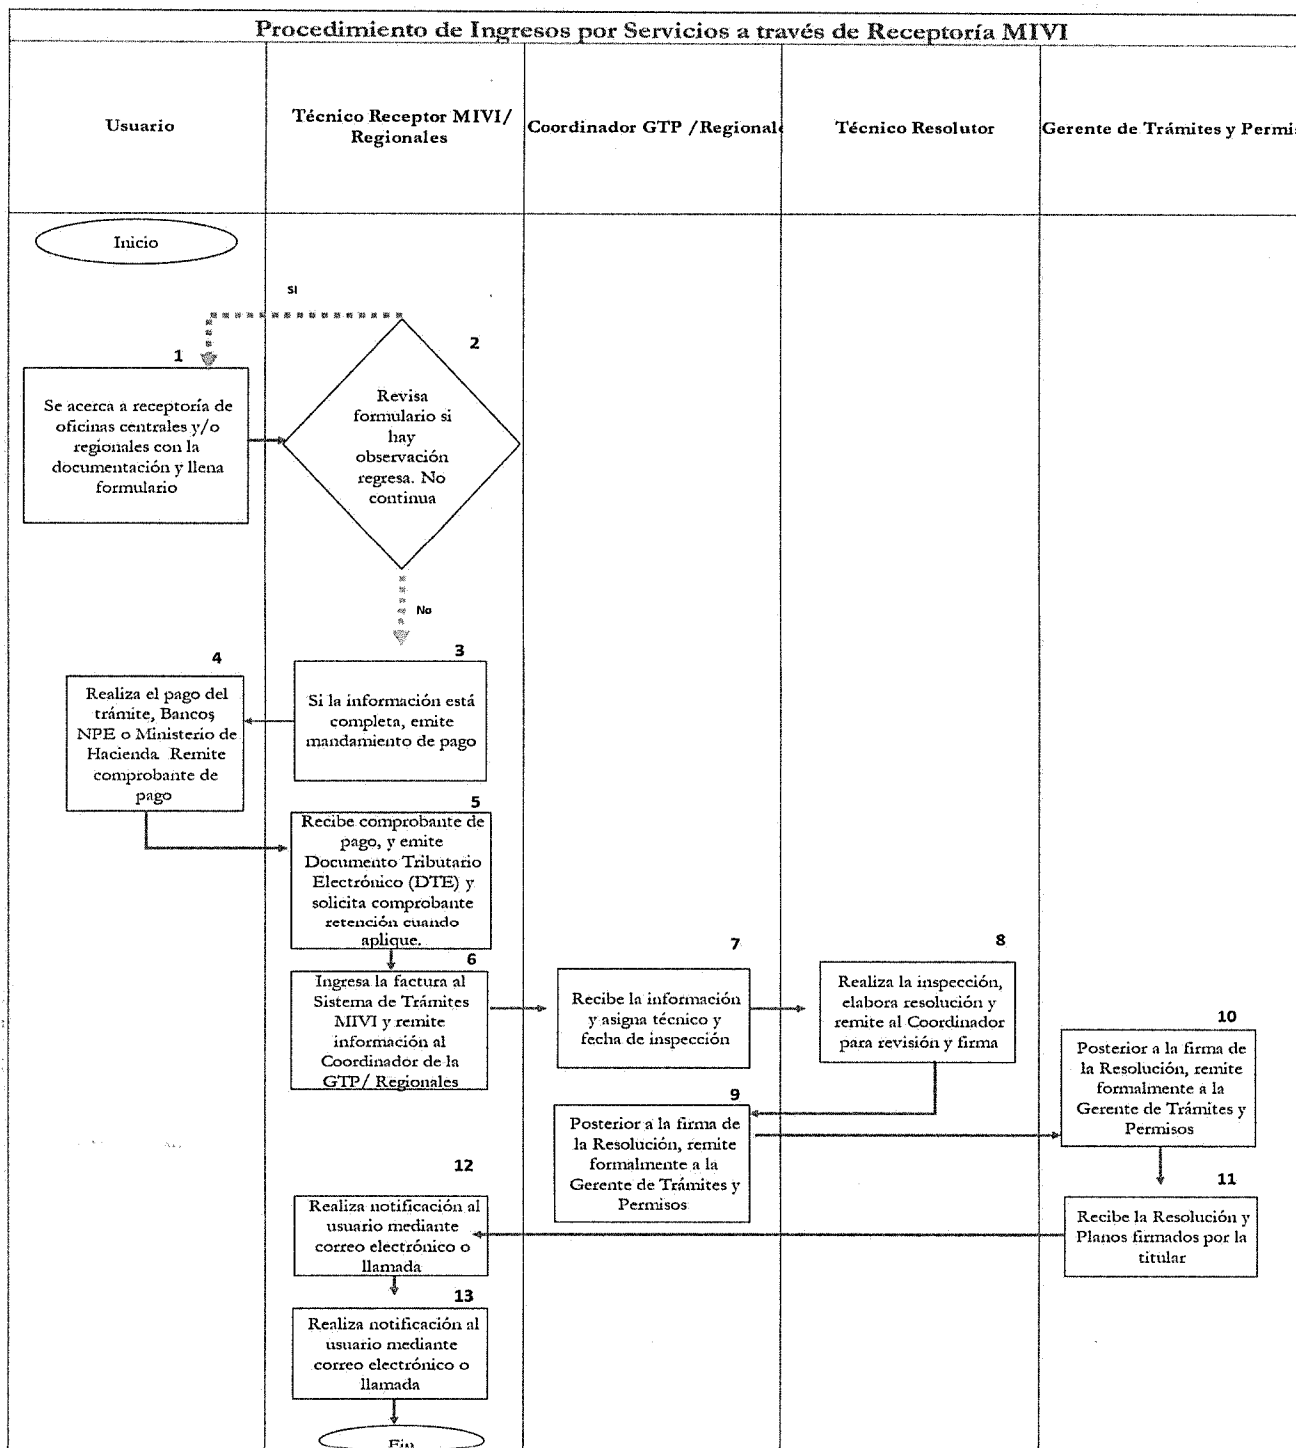 Procedimiento de Ingresos por Servicios a través de Receptoría MIVI
Usuario
Técnico Receptor MIVI/
Regionales
Coordinador GTP /Regionale
Técnico Resolutor
Gerente de Trámites y Permis
Inicio
SI
1
Se acerca a receptoría de
oficinas centrales y/o
regionales con la
documentación y llena
formulario
2
Revisa
formulario si
hay
observación
regresa. No
continua
No
3
Si la información está
completa, emite
mandamiento de pago
4
Realiza el pago del
trámite, Bancos
NPE o Ministerio de
Hacienda Remite
comprobante de
pago
5
Recibe comprobante de
pago, y emite
Documento Tributario
Electrónico (DTE) y
solicita comprobante
retención cuando
aplique.
6
Ingresa la factura al
Sistema de Trámites
MIVI y remite
información al
Coordinador de la
GTP/ Regionales
7
Recibe la información
y asigna técnico y
fecha de inspección
8
Realiza la inspección,
elabora resolución y
remite al Coordinador
para revisión y firma
9
Posterior a la firma de
la Resolución, remite
formalmente a la
Gerente de Trámites y
Permisos
10
Posterior a la firma de
la Resolución, remite
formalmente a la
Gerente de Trámites y
Permisos
11
Recibe la Resolución y
Planos firmados por la
titular
12
Realiza notificación al
usuario mediante
correo electrónico o
llamada
13
Realiza notificación al
usuario mediante
correo electrónico o
llamada
Fin